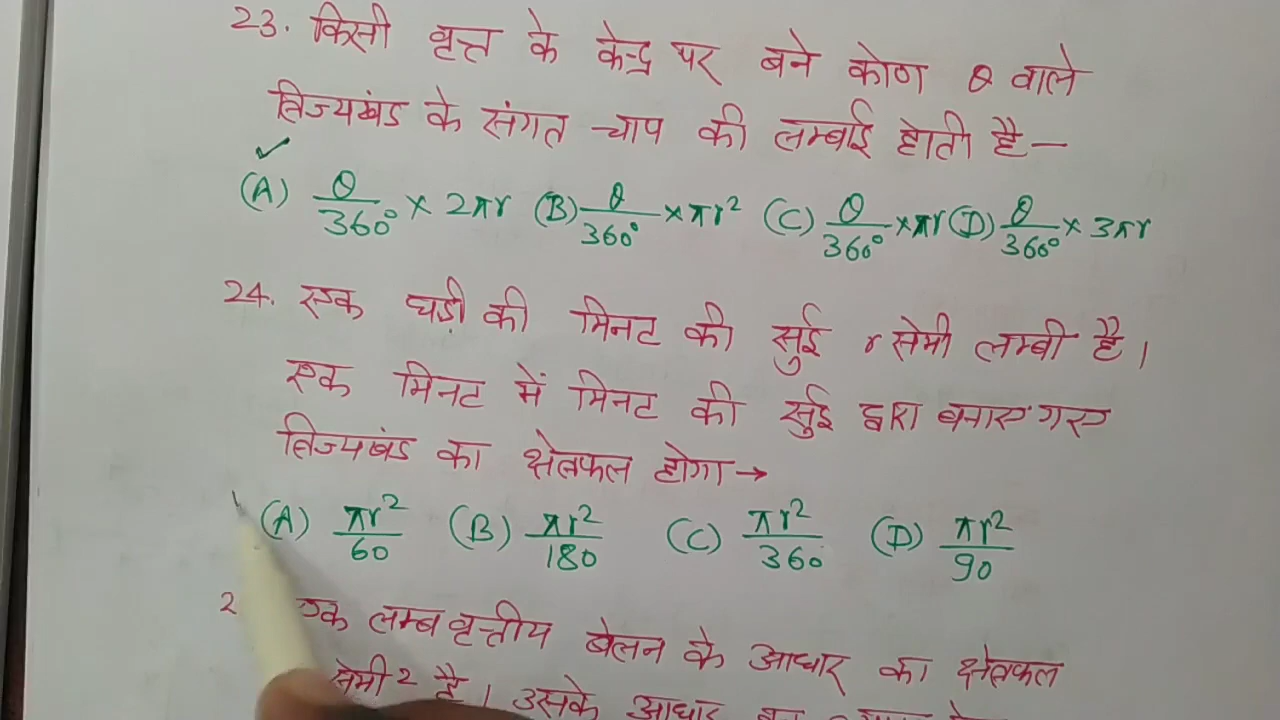 23. किसी वृत्त के केन्द्र पर बने कोण θ वाले
त्रिज्यखंड के संगत चाप की लम्बाई होती है—
(A) θ/360° × 2πr (B) θ/360° × πr² (C) θ/360° × πr (D) θ/360° × 3πr
24. एक घड़ी की मिनट की सुई r सेमी लम्बी है।
एक मिनट में मिनट की सुई द्वारा बनाए गए
त्रिज्यखंड का क्षेत्रफल होगा→
(A) πr²/60 (B) πr²/180 (C) πr²/360 (D) πr²/90
2 एक लम्ब वृत्तीय बेलन के आधार का क्षेत्रफल
सेमी² है। उसके आधार